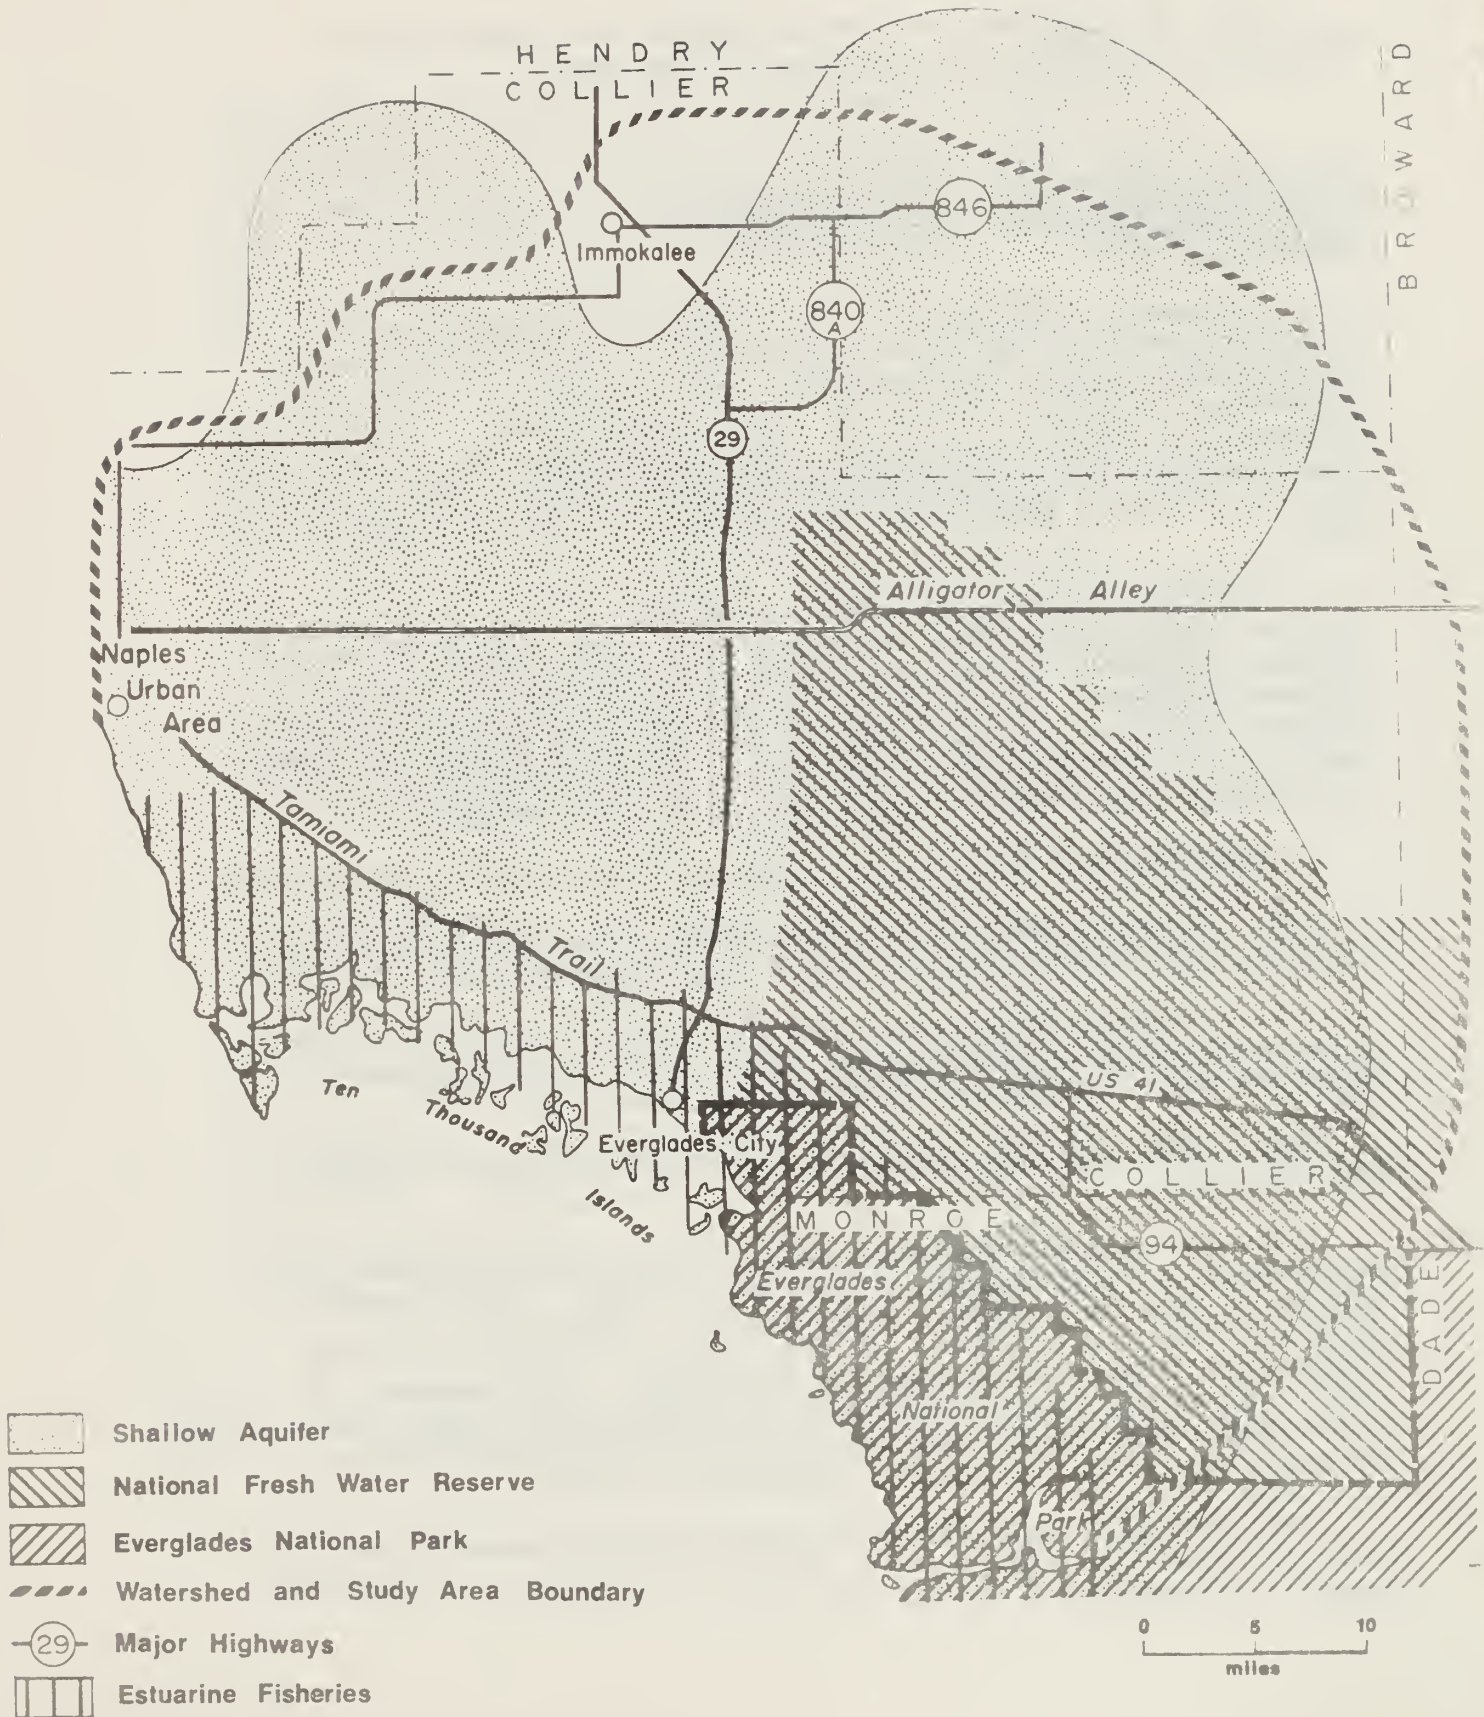 HENDRY
COLLIER
BROWARD
846
Immokalee
840
A
29
Alligator Alley
Naples
Urban
Area
Tamiami
Trail
US 41
Ten
Thousand
Islands
Everglades City
COLLIER
MONROE
94
Everglades
DADE
National
Park
Shallow Aquifer
National Fresh Water Reserve
Everglades National Park
Watershed and Study Area Boundary
29 Major Highways
Estuarine Fisheries
0 5 10
miles